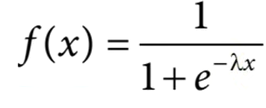 f(x) = 1 / (1 + e^{-λx})